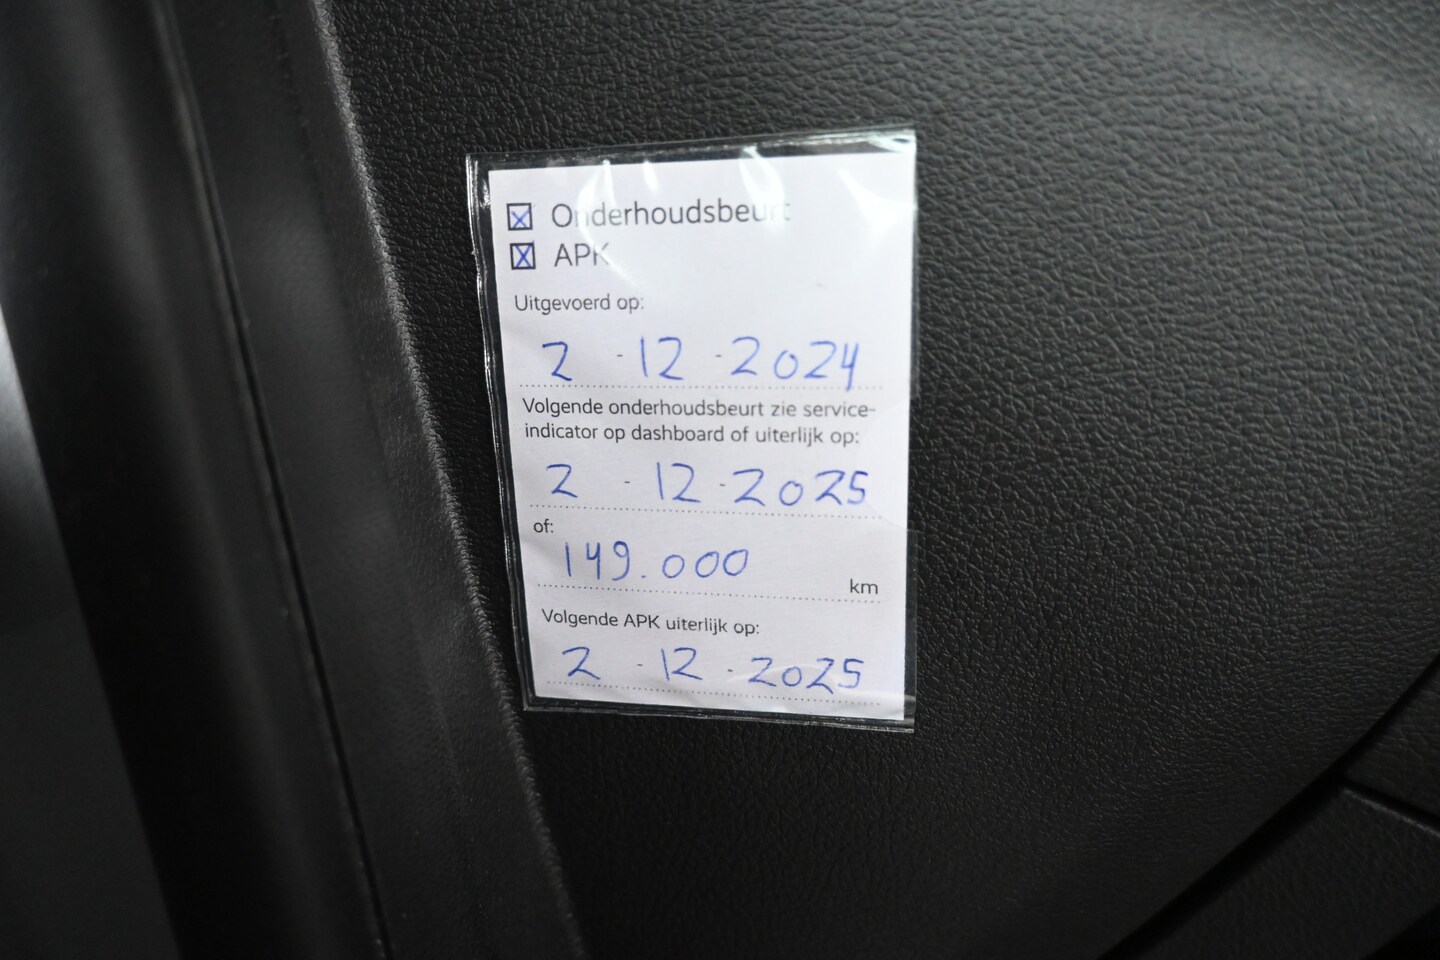 ☒ Onderhoudsbeurt
☒ APK
Uitgevoerd op:
2 - 12 - 2024
Volgende onderhoudsbeurt zie service-
indicator op dashboard of uiterlijk op:
2 - 12 - 2025
of:
149.000 km
Volgende APK uiterlijk op:
2 - 12 - 2025